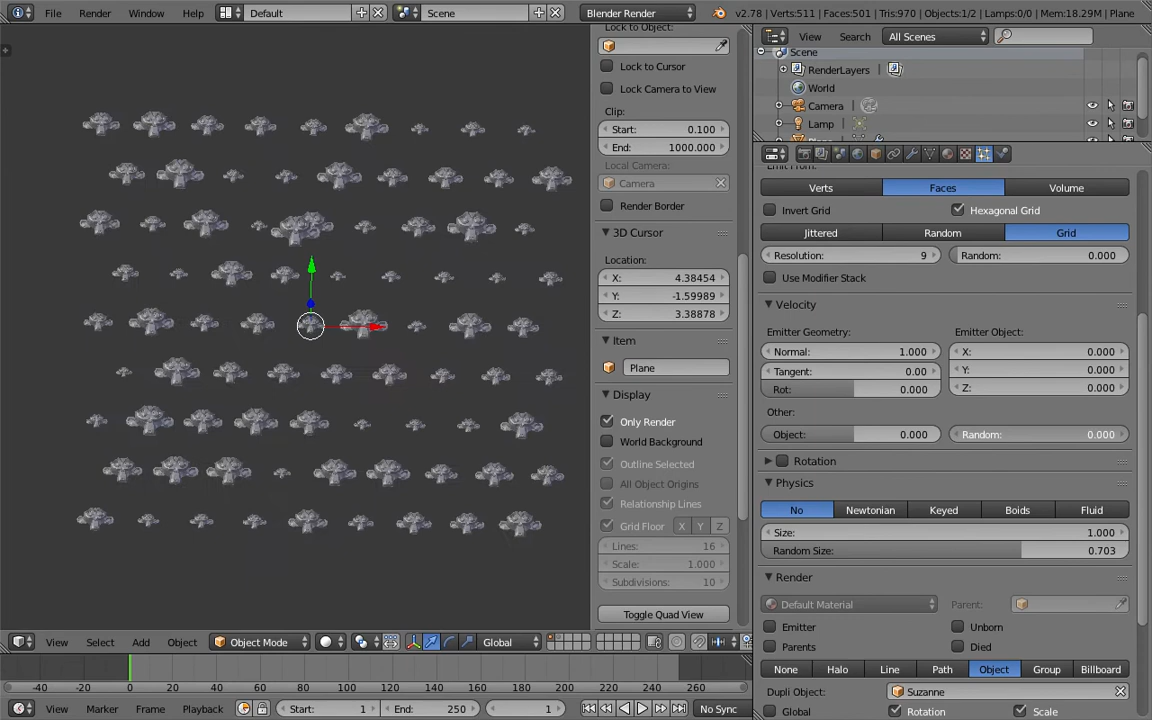 File Render Window Help Default Scene Blender Render v2.78 | Verts:511 | Faces:501 | Tris:970 | Objects:1/2 | Lamps:0/0 | Mem:18.29M | Plane
Lock to Object:
Lock to Cursor
Lock Camera to View
Clip:
Start: 0.100
End: 1000.000
Local Camera:
Camera
Render Border
3D Cursor
Location:
X: 4.38454
Y: -1.59989
Z: 3.38878
Item
Plane
Display
Only Render
World Background
Outline Selected
All Object Origins
Relationship Lines
Grid Floor X Y Z
Lines: 16
Scale: 1.000
Subdivisions: 10
Toggle Quad View
View Search All Scenes
Scene
RenderLayers
World
Camera
Lamp
Emit From:
Verts Faces Volume
Invert Grid Hexagonal Grid
Jittered Random Grid
Resolution: 9 Random: 0.000
Use Modifier Stack
Velocity
Emitter Geometry: Emitter Object:
Normal: 1.000 X: 0.000
Tangent: 0.00 Y: 0.000
Rot: 0.000 Z: 0.000
Other:
Object: 0.000 Random: 0.000
Rotation
Physics
No Newtonian Keyed Boids Fluid
Size: 1.000
Random Size: 0.703
Render
Default Material Parent:
Emitter Unborn
Parents Died
None Halo Line Path Object Group Billboard
Dupli Object: Suzanne
Global Rotation Scale
View Select Add Object Object Mode Global
-40 -20 0 20 40 60 80 100 120 140 160 180 200 220 240 260
View Marker Frame Playback Start: 1 End: 250 1 No Sync